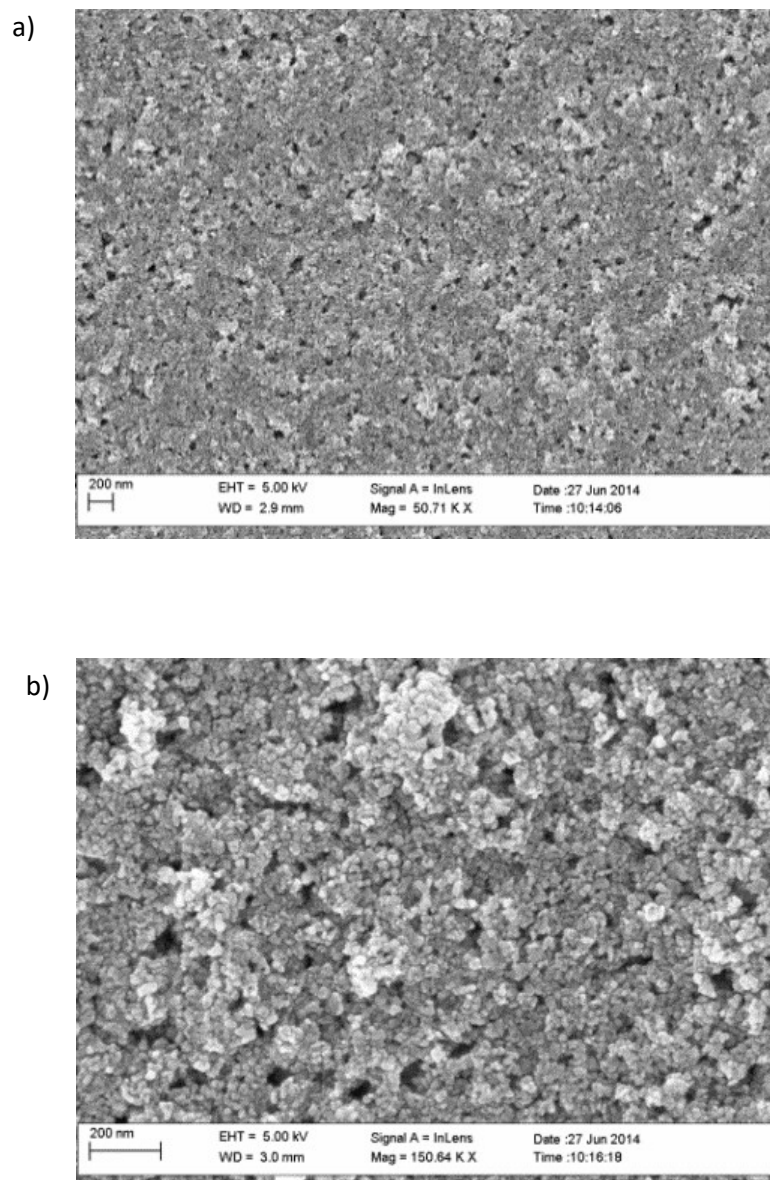 a)
200 nm EHT = 5.00 kV Signal A = InLens Date :27 Jun 2014
WD = 2.9 mm Mag = 50.71 K X Time :10:14:06
b)
200 nm EHT = 5.00 kV Signal A = InLens Date :27 Jun 2014
WD = 3.0 mm Mag = 150.64 K X Time :10:16:18